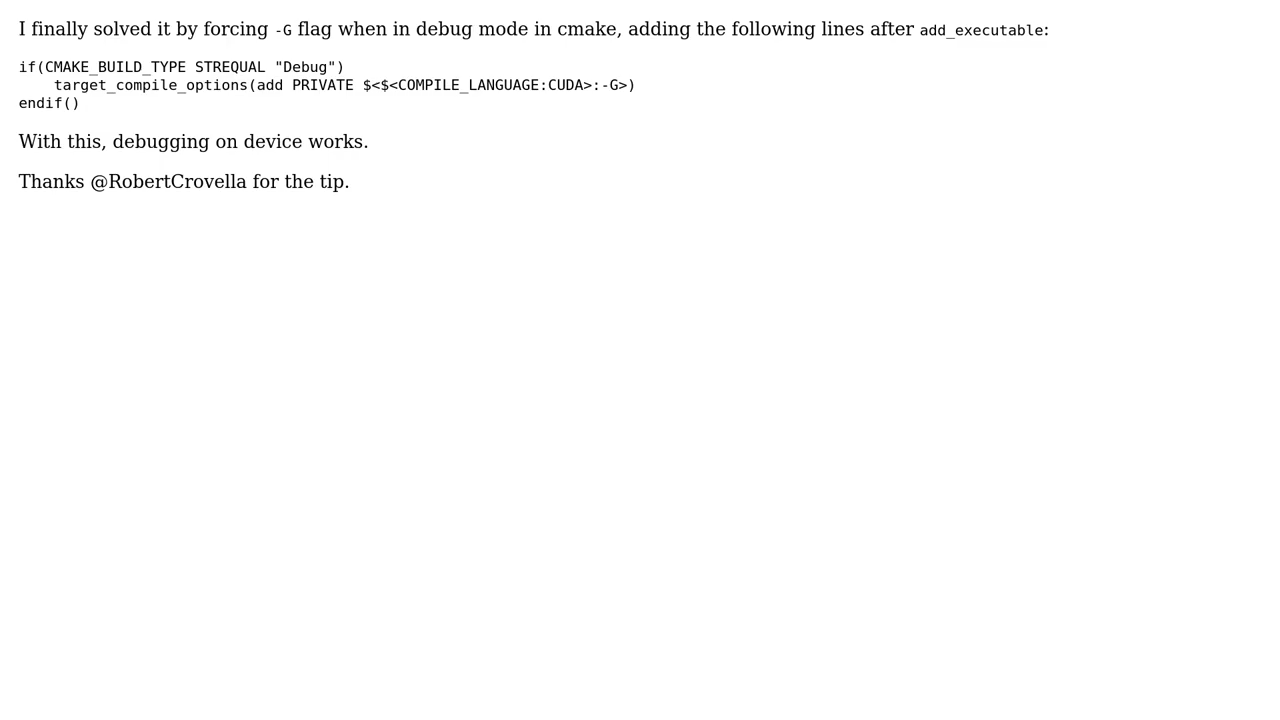 I finally solved it by forcing -G flag when in debug mode in cmake, adding the following lines after add_executable:
if(CMAKE_BUILD_TYPE STREQUAL "Debug")
    target_compile_options(add PRIVATE $<$<COMPILE_LANGUAGE:CUDA>:-G>)
endif()
With this, debugging on device works.
Thanks @RobertCrovella for the tip.